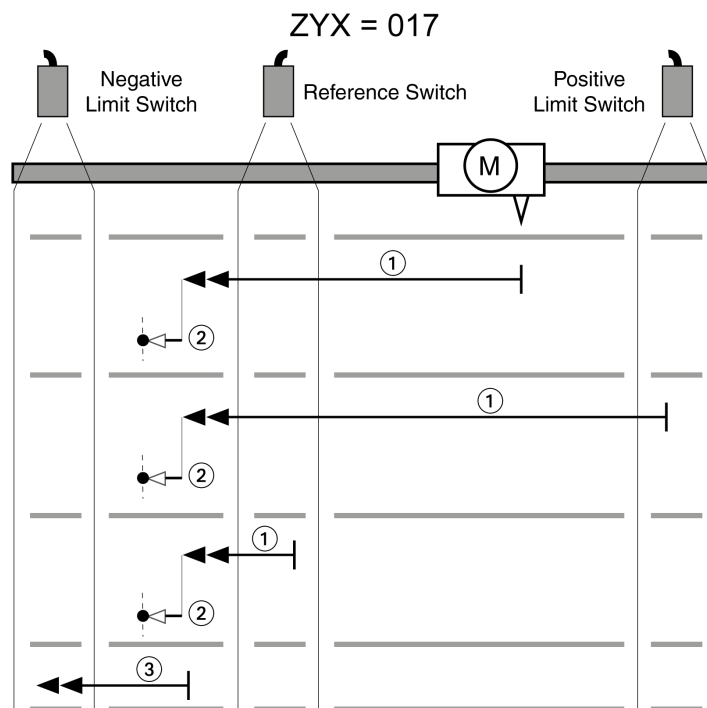 ZYX = 017
Negative
Limit Switch
Reference Switch
Positive
Limit Switch
M
1
2
1
2
1
2
3